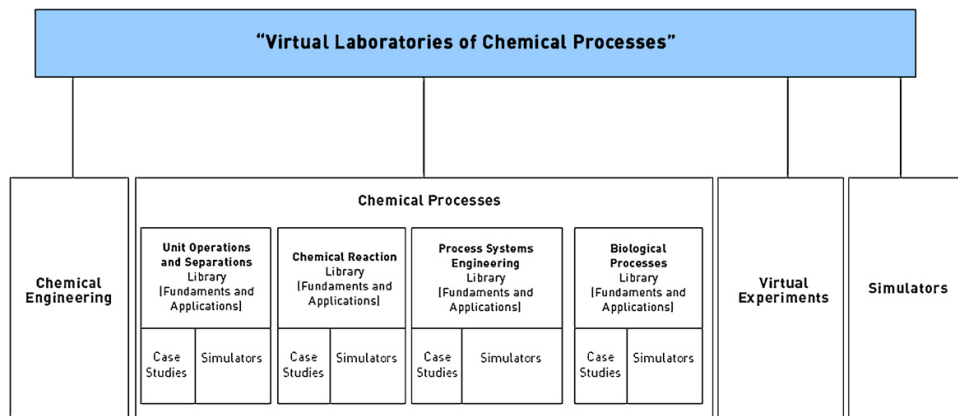 “Virtual Laboratories of Chemical Processes”
Chemical
Engineering
Chemical Processes
Unit Operations
and Separations
Library
[Fundaments and
Applications]
Case
Studies
Simulators
Chemical Reaction
Library
[Fundaments and
Applications]
Case
Studies
Simulators
Process Systems
Engineering
Library
[Fundaments and
Applications]
Case
Studies
Simulators
Biological
Processes
Library
[Fundaments and
Applications]
Case
Studies
Simulators
Virtual
Experiments
Simulators